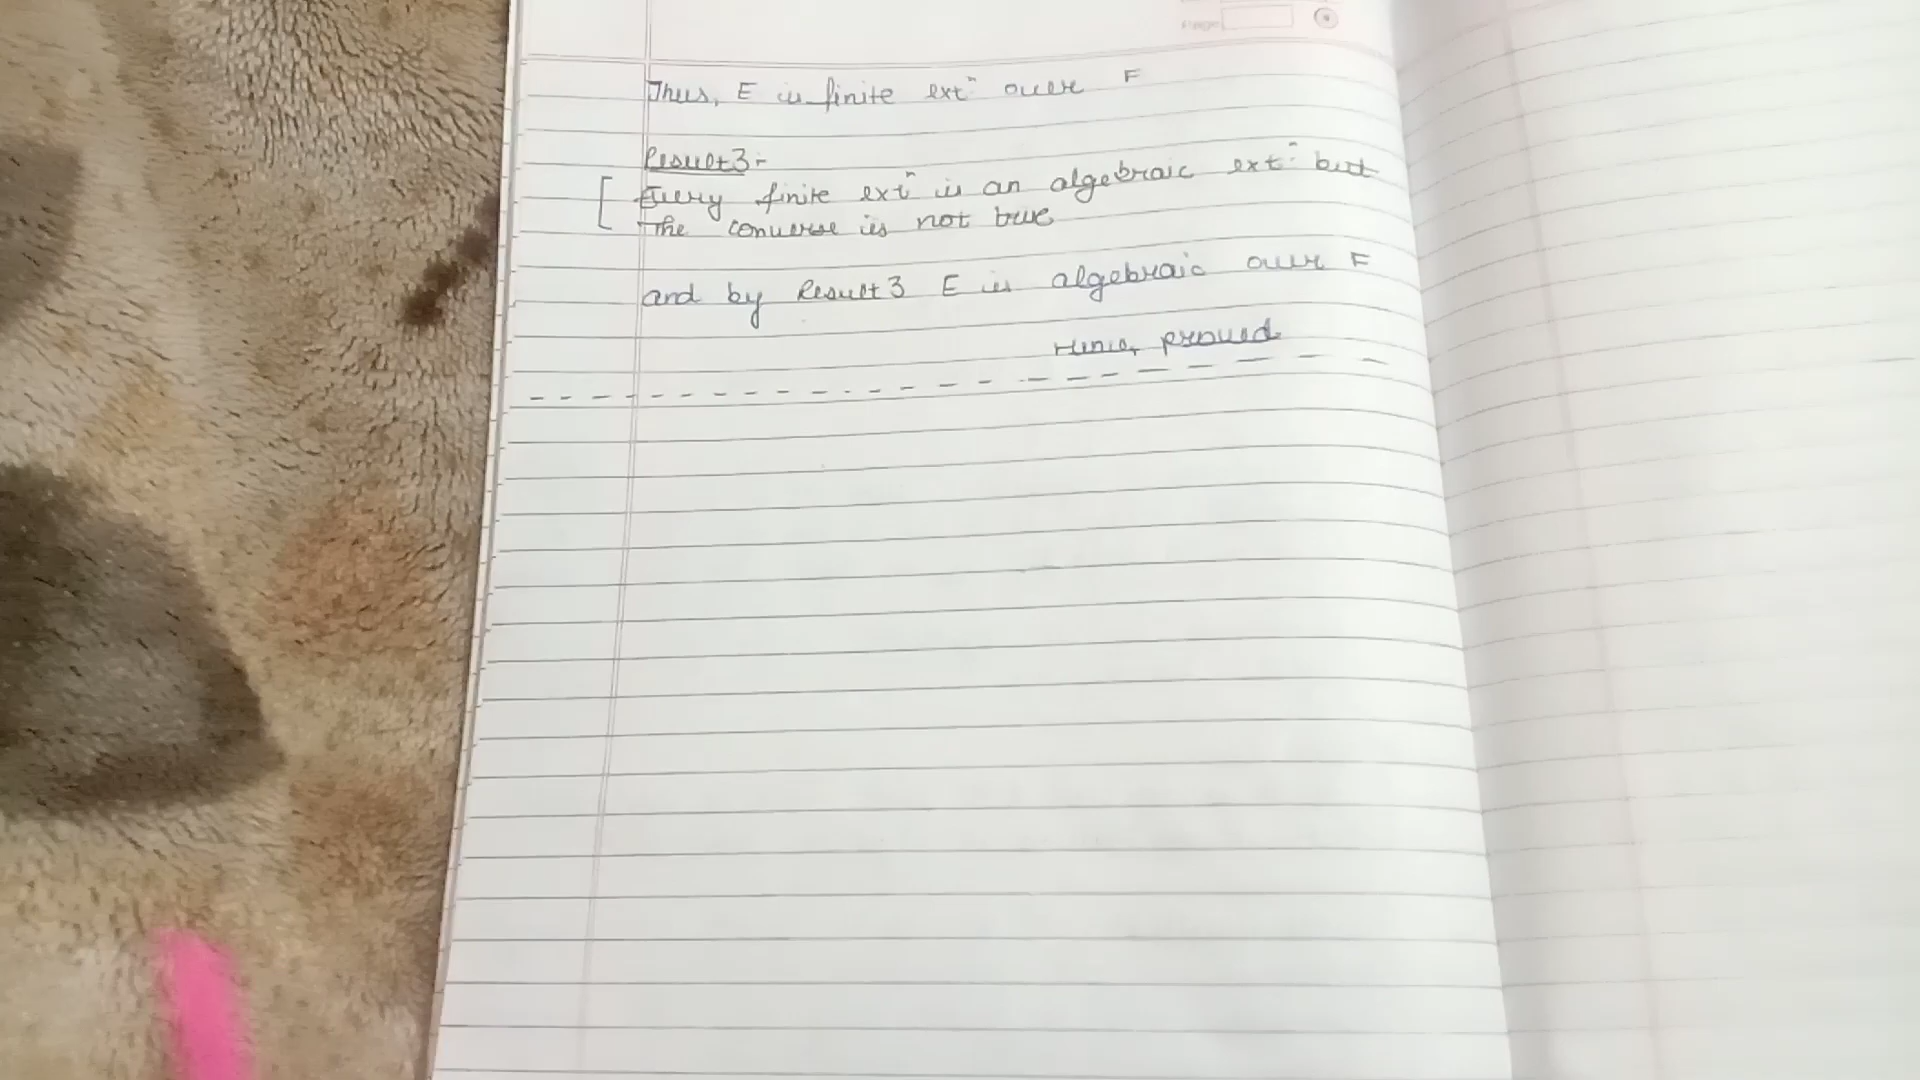 Page
Thus, E is finite extⁿ over F
Result 3:-
[ Every finite extⁿ is an algebraic extⁿ but
the converse is not true
and by Result 3 E is algebraic over F
Hence, proved